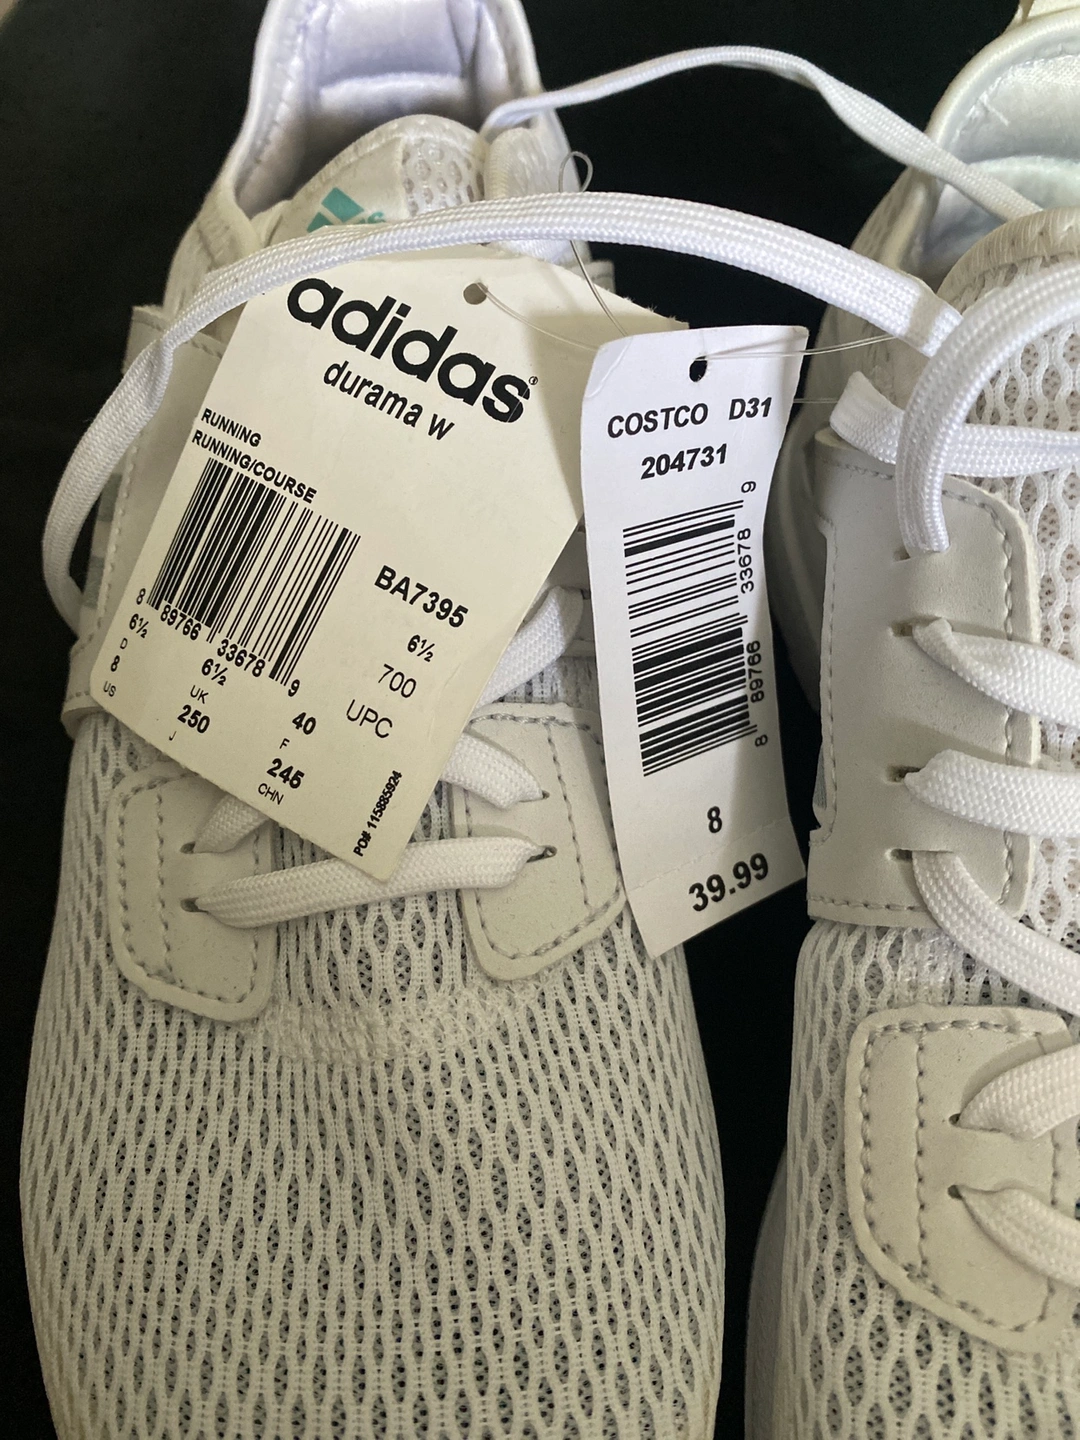 adidas®
durama w
RUNNING
RUNNING/COURSE
BA7395
8 89766 33678 9
6½ 6½ 6½
D UK 700
8 250 40 UPC
US J F
245
CHN
PO# 115885924
COSTCO D31
204731
8 89766 33678 9
8
39.99